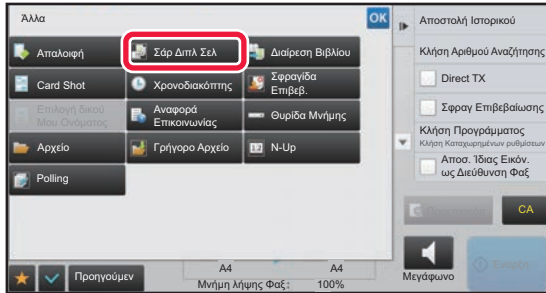 Άλλα
OK
Απαλοιφή
Σάρ Διπλ Σελ
Διαίρεση Βιβλίου
Card Shot
Χρονοδιακόπτης
Σφραγίδα
Επιβεβ.
Επιλογή δικού
Μου Ονόματος
Αναφορά
Επικοινωνίας
Θυρίδα Μνήμης
Αρχείο
Γρήγορο Αρχείο
N-Up
Polling
Προηγούμεν
A4
A4
Μνήμη λήψης Φαξ:
100%
Αποστολή Ιστορικού
Κλήση Αριθμού Αναζήτησης
Direct TX
Σφραγ Επιβεβαίωσης
Κλήση Προγράμματος
Κλήση Καταχωρημένων ρυθμίσεων
Αποσ. Ίδιας Εικόν.
ως Διεύθυνση Φαξ
CA
Μεγάφωνο
Έναρξη